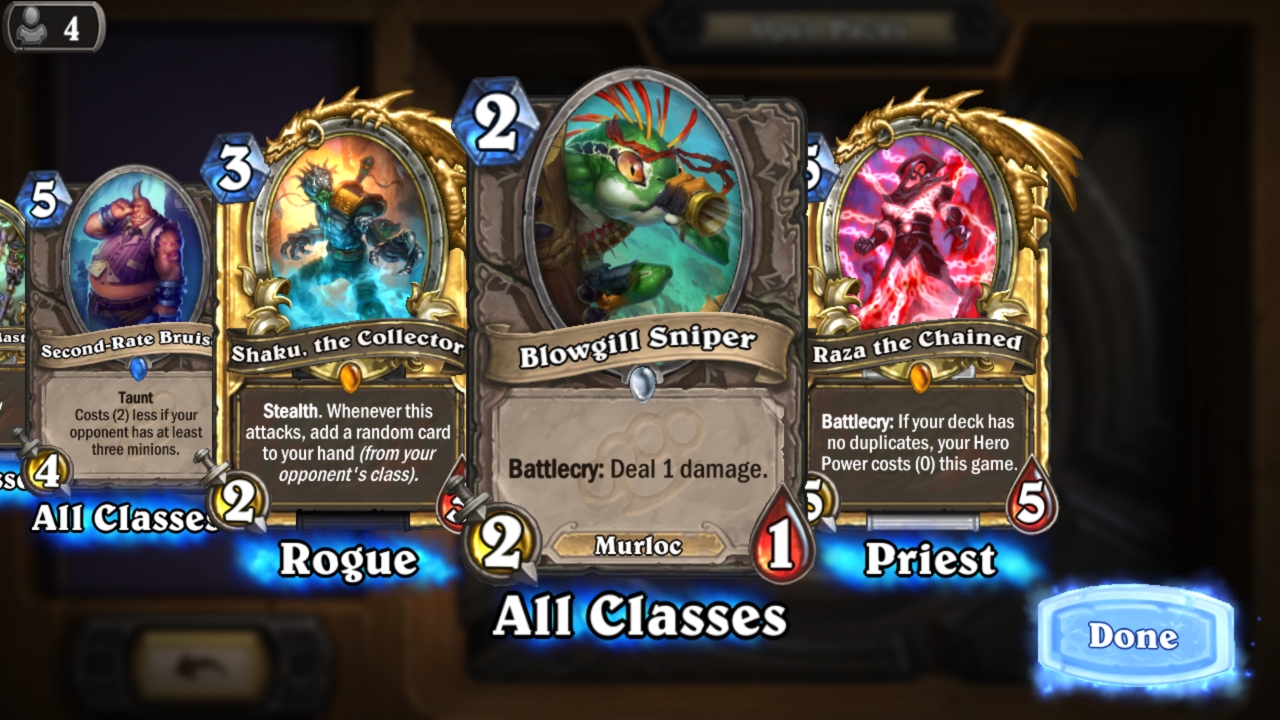 4
5
Second-Rate Bruis
Taunt
Costs (2) less if your
opponent has at least
three minions.
4
All Classes
3
Shaku, the Collector
Stealth. Whenever this
attacks, add a random card
to your hand (from your
opponent's class).
2
Rogue
2
Blowgill Sniper
Battlecry: Deal 1 damage.
2
Murloc
1
All Classes
5
Raza the Chained
Battlecry: If your deck has
no duplicates, your Hero
Power costs (0) this game.
5
5
Priest
Done